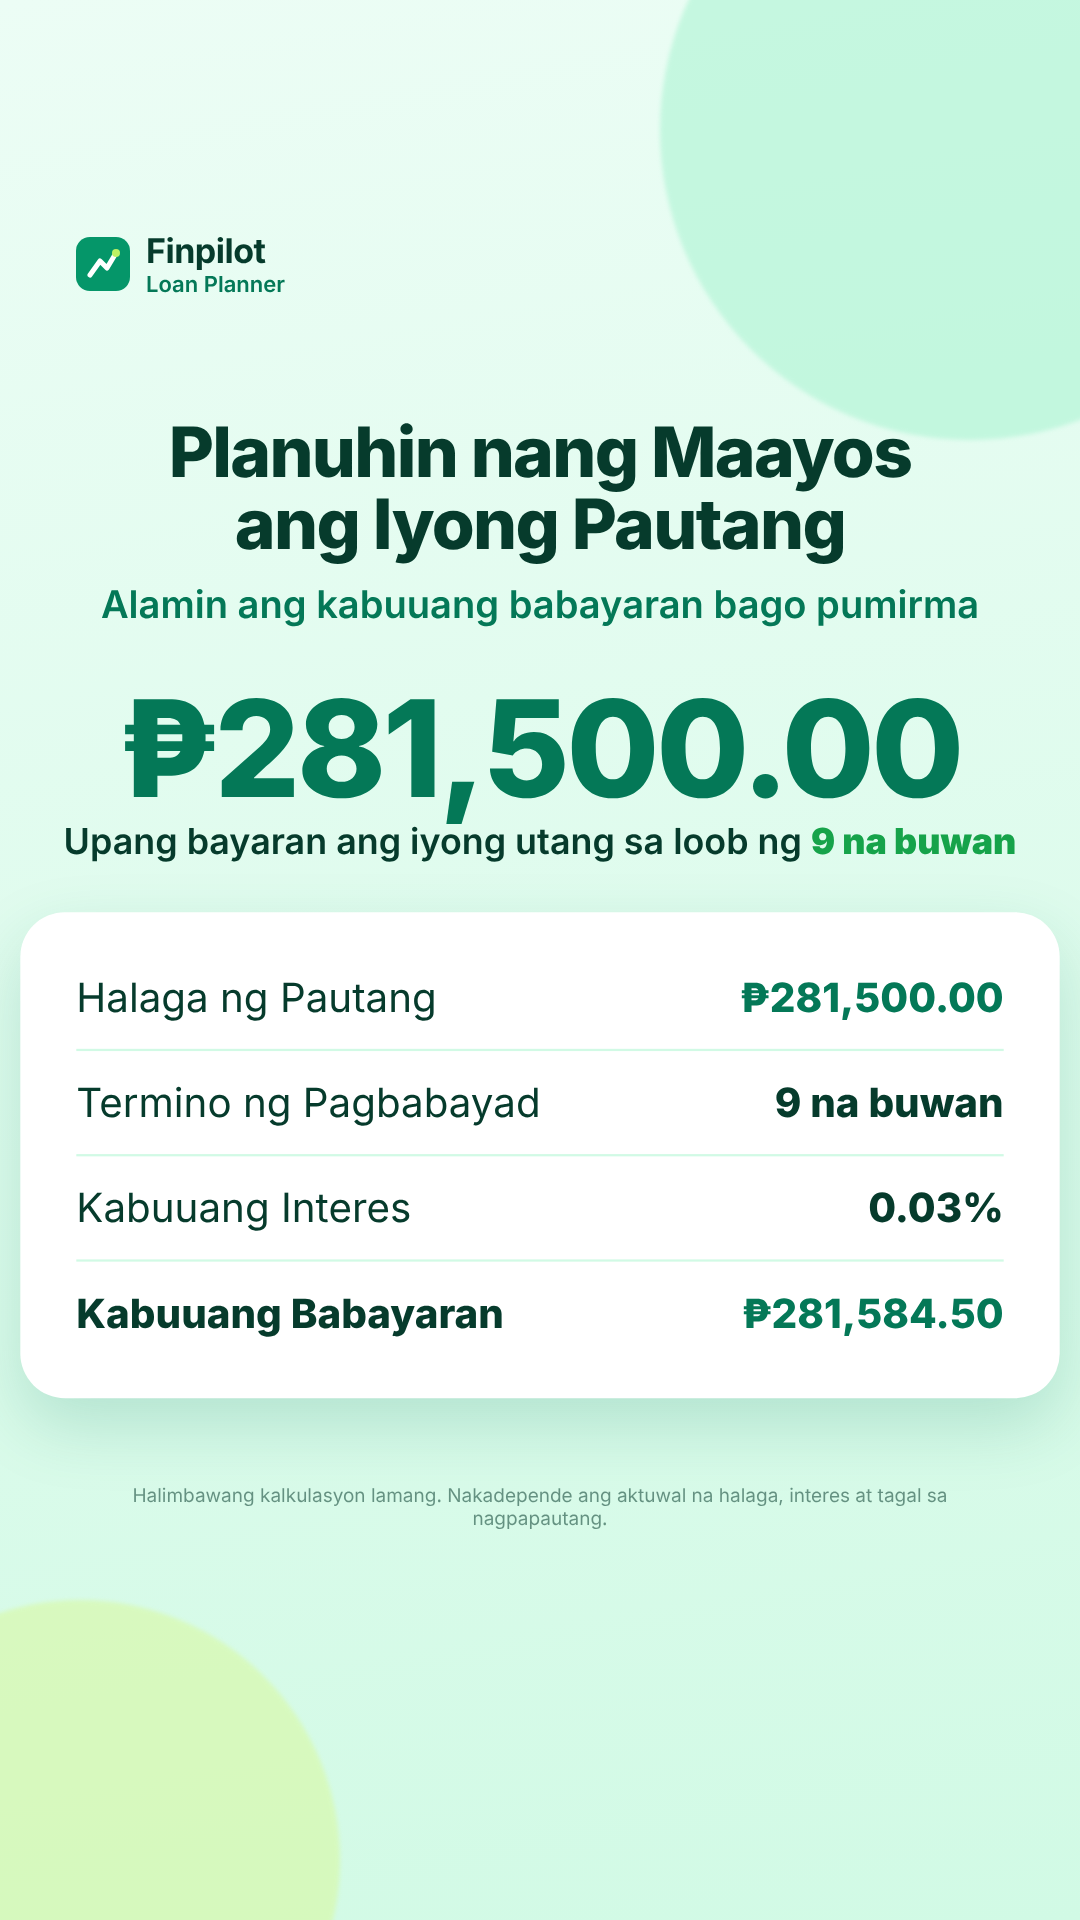 Finpilot
Loan Planner
Planuhin nang Maayos
ang Iyong Pautang
Alamin ang kabuuang babayaran bago pumirma
₱281,500.00
Upang bayaran ang iyong utang sa loob ng 9 na buwan
Halaga ng Pautang ₱281,500.00
Termino ng Pagbabayad 9 na buwan
Kabuuang Interes 0.03%
Kabuuang Babayaran ₱281,584.50
Halimbawang kalkulasyon lamang. Nakadepende ang aktuwal na halaga, interes at tagal sa
nagpapautang.